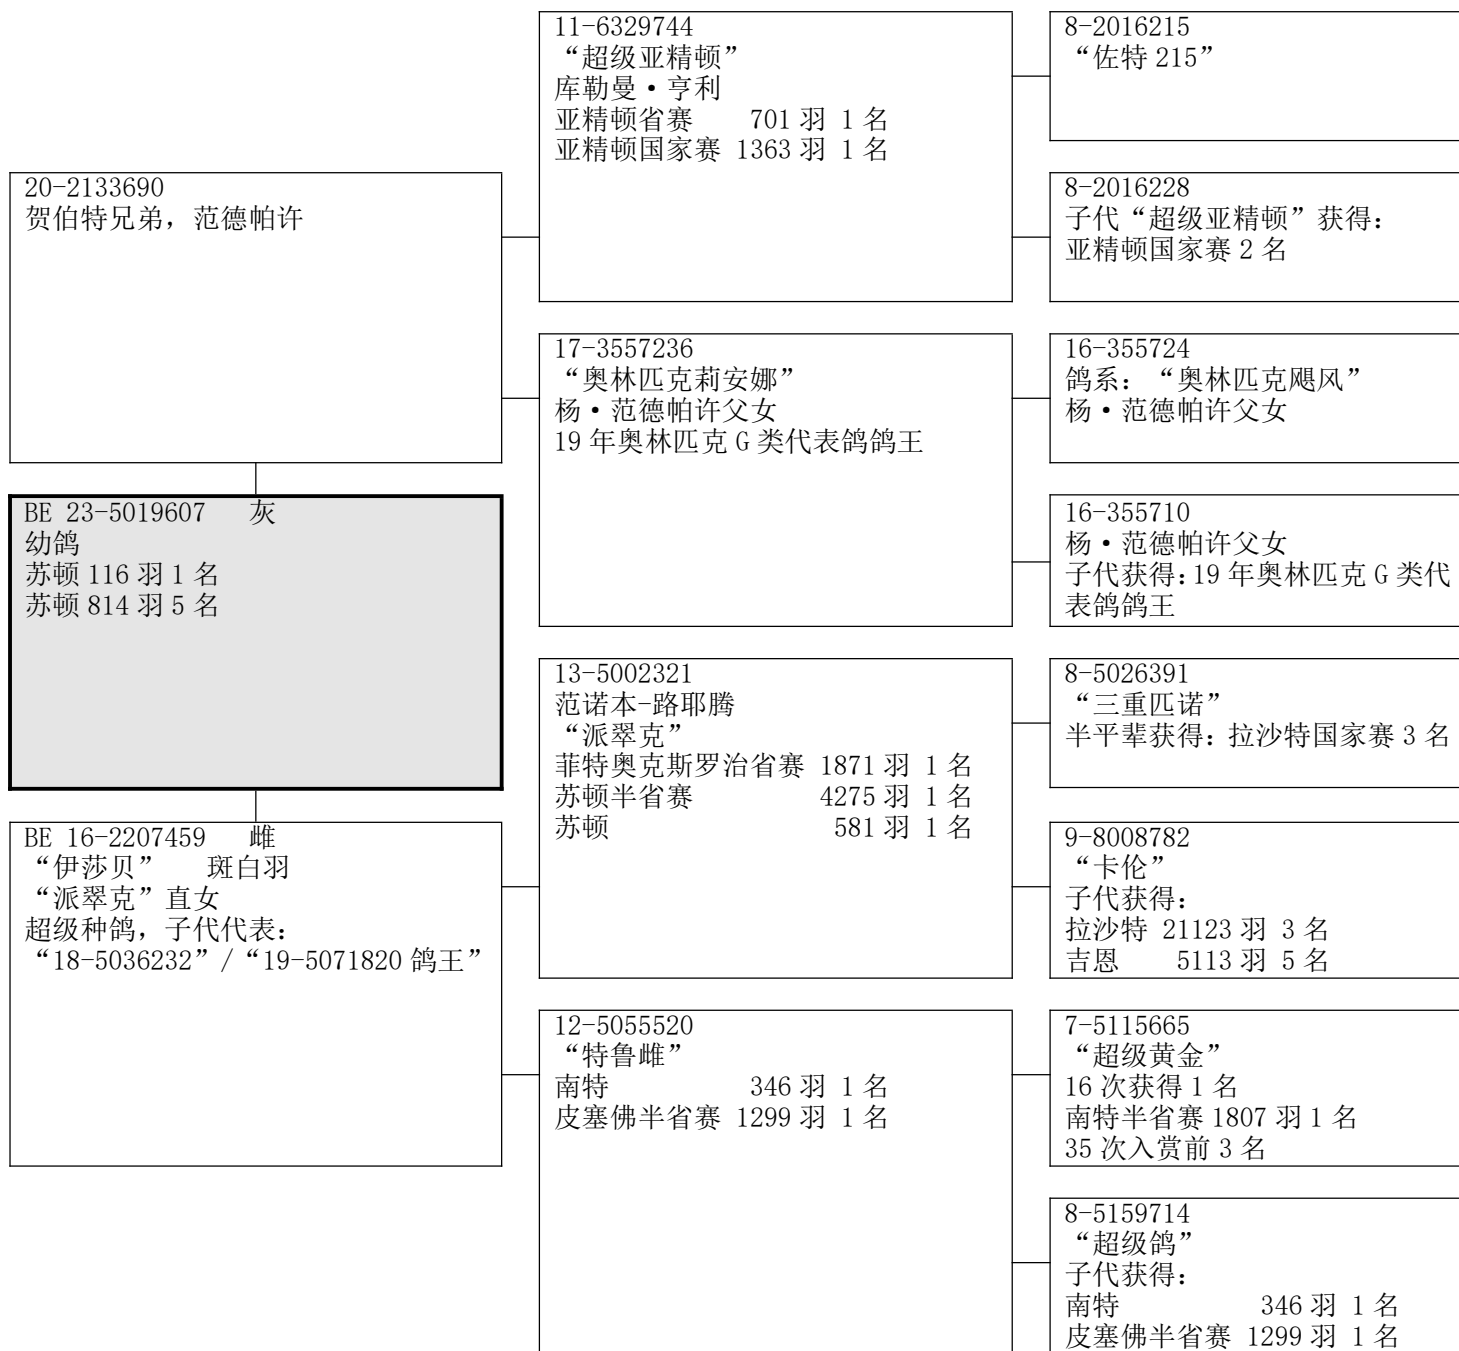 20-2133690
贺伯特兄弟，范德帕许
BE 23-5019607 灰
幼鸽
苏顿 116 羽 1 名
苏顿 814 羽 5 名
BE 16-2207459 雌
“伊莎贝” 斑白羽
“派翠克”直女
超级种鸽，子代代表：
“18-5036232”/“19-5071820 鸽王”
11-6329744
“超级亚精顿”
库勒曼·亨利
亚精顿省赛 701 羽 1 名
亚精顿国家赛 1363 羽 1 名
17-3557236
“奥林匹克莉安娜”
杨·范德帕许父女
19 年奥林匹克 G 类代表鸽鸽王
13-5002321
范诺本-路耶腾
“派翠克”
菲特奥克斯罗治省赛 1871 羽 1 名
苏顿半省赛 4275 羽 1 名
苏顿 581 羽 1 名
12-5055520
“特鲁雌”
南特 346 羽 1 名
皮塞佛半省赛 1299 羽 1 名
8-2016215
“佐特 215”
8-2016228
子代“超级亚精顿”获得：
亚精顿国家赛 2 名
16-355724
鸽系：“奥林匹克飓风”
杨·范德帕许父女
16-355710
杨·范德帕许父女
子代获得：19 年奥林匹克 G 类代
表鸽鸽王
8-5026391
“三重匹诺”
半平辈获得：拉沙特国家赛 3 名
9-8008782
“卡伦”
子代获得：
拉沙特 21123 羽 3 名
吉恩 5113 羽 5 名
7-5115665
“超级黄金”
16 次获得 1 名
南特半省赛 1807 羽 1 名
35 次入赏前 3 名
8-5159714
“超级鸽”
子代获得：
南特 346 羽 1 名
皮塞佛半省赛 1299 羽 1 名